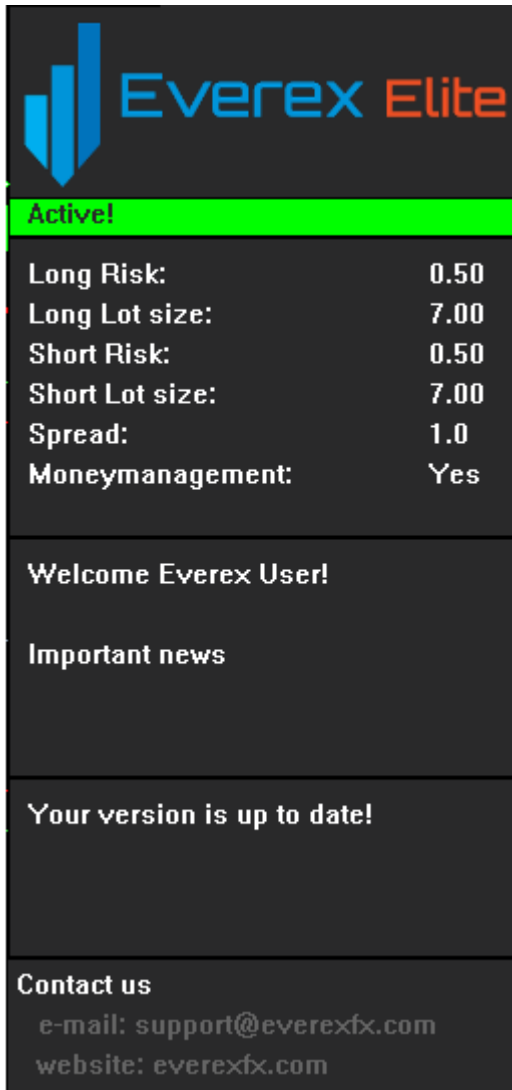 Everex Elite
Active!
Long Risk: 0.50
Long Lot size: 7.00
Short Risk: 0.50
Short Lot size: 7.00
Spread: 1.0
Moneymanagement: Yes
Welcome Everex User!
Important news
Your version is up to date!
Contact us
e-mail: support@everexfx.com
website: everexfx.com